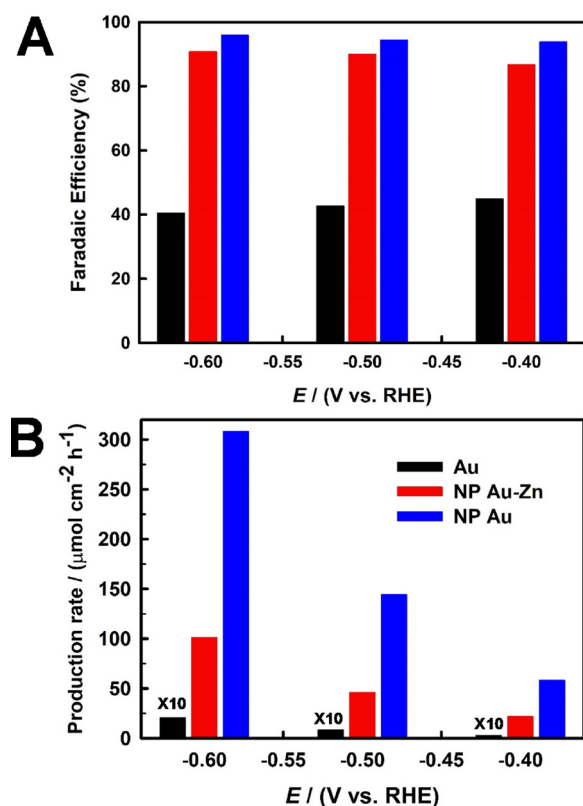 A
Faradaic Efficiency (%)
100
80
60
40
20
0
-0.60 -0.55 -0.50 -0.45 -0.40
E / (V vs. RHE)
B
Production rate / (μmol cm⁻² h⁻¹)
300
250
200
150
100
50
0
Au
NP Au-Zn
NP Au
X10 X10 X10
-0.60 -0.55 -0.50 -0.45 -0.40
E / (V vs. RHE)